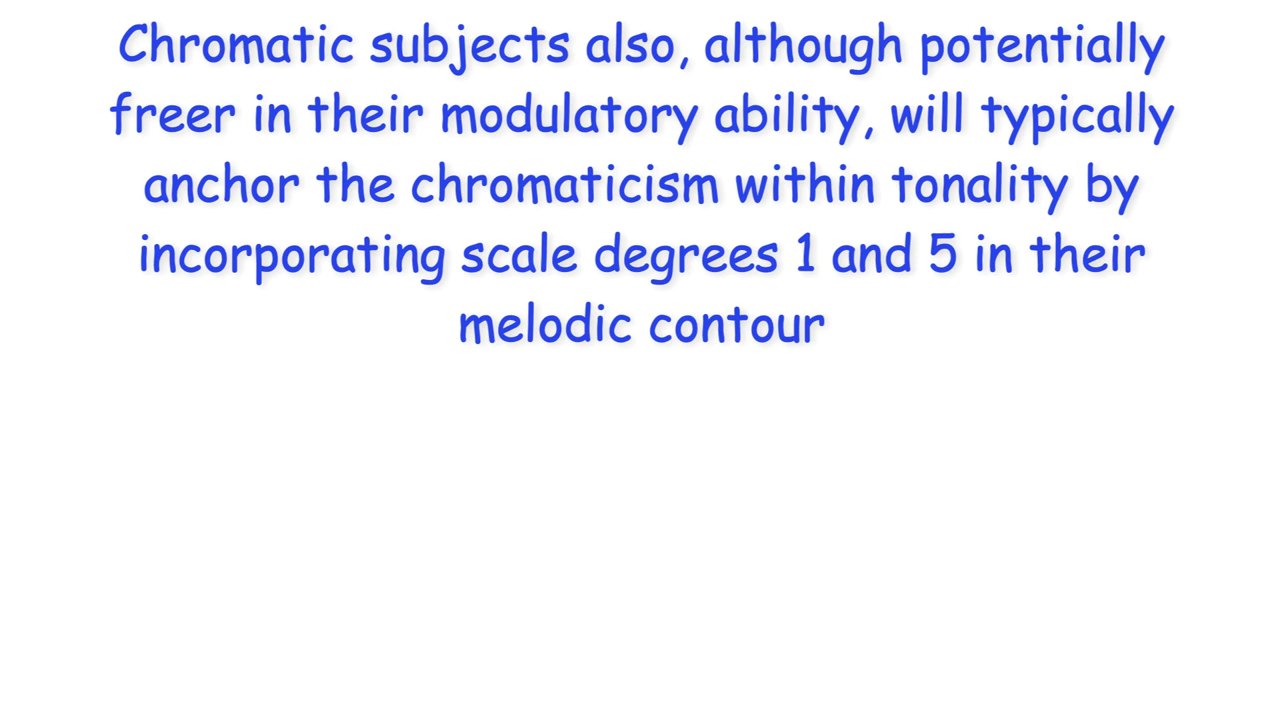 Chromatic subjects also, although potentially
freer in their modulatory ability, will typically
anchor the chromaticism within tonality by
incorporating scale degrees 1 and 5 in their
melodic contour